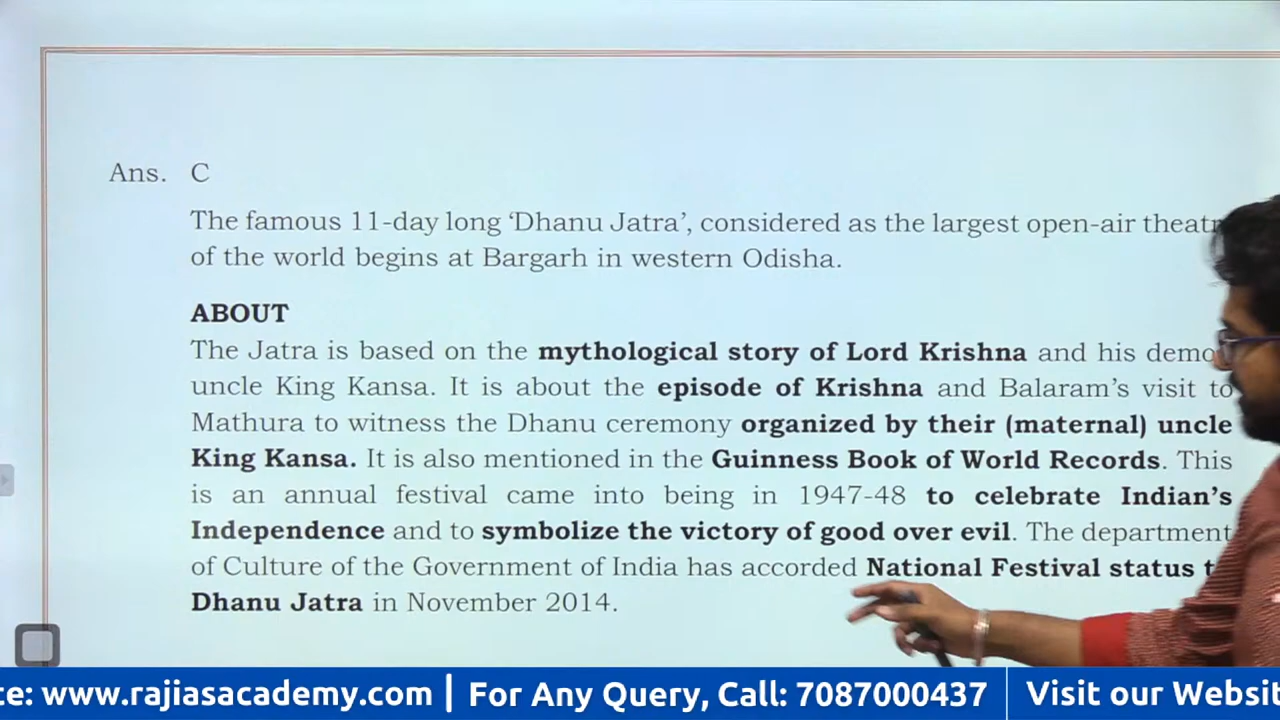 Ans. C
The famous 11-day long ‘Dhanu Jatra’, considered as the largest open-air
of the world begins at Bargarh in western Odisha.
ABOUT
The Jatra is based on the mythological story of Lord Krishna and his
uncle King Kansa. It is about the episode of Krishna and Balaram’s visit to
Mathura to witness the Dhanu ceremony organized by their (maternal) uncle
King Kansa. It is also mentioned in the Guinness Book of World Records. This
is an annual festival came into being in 1947-48 to celebrate Indian’s
Independence and to symbolize the victory of good over evil. The department
of Culture of the Government of India has accorded National Festival status
Dhanu Jatra in November 2014.
www.rajiasacademy.com | For Any Query, Call: 7087000437 Visit our